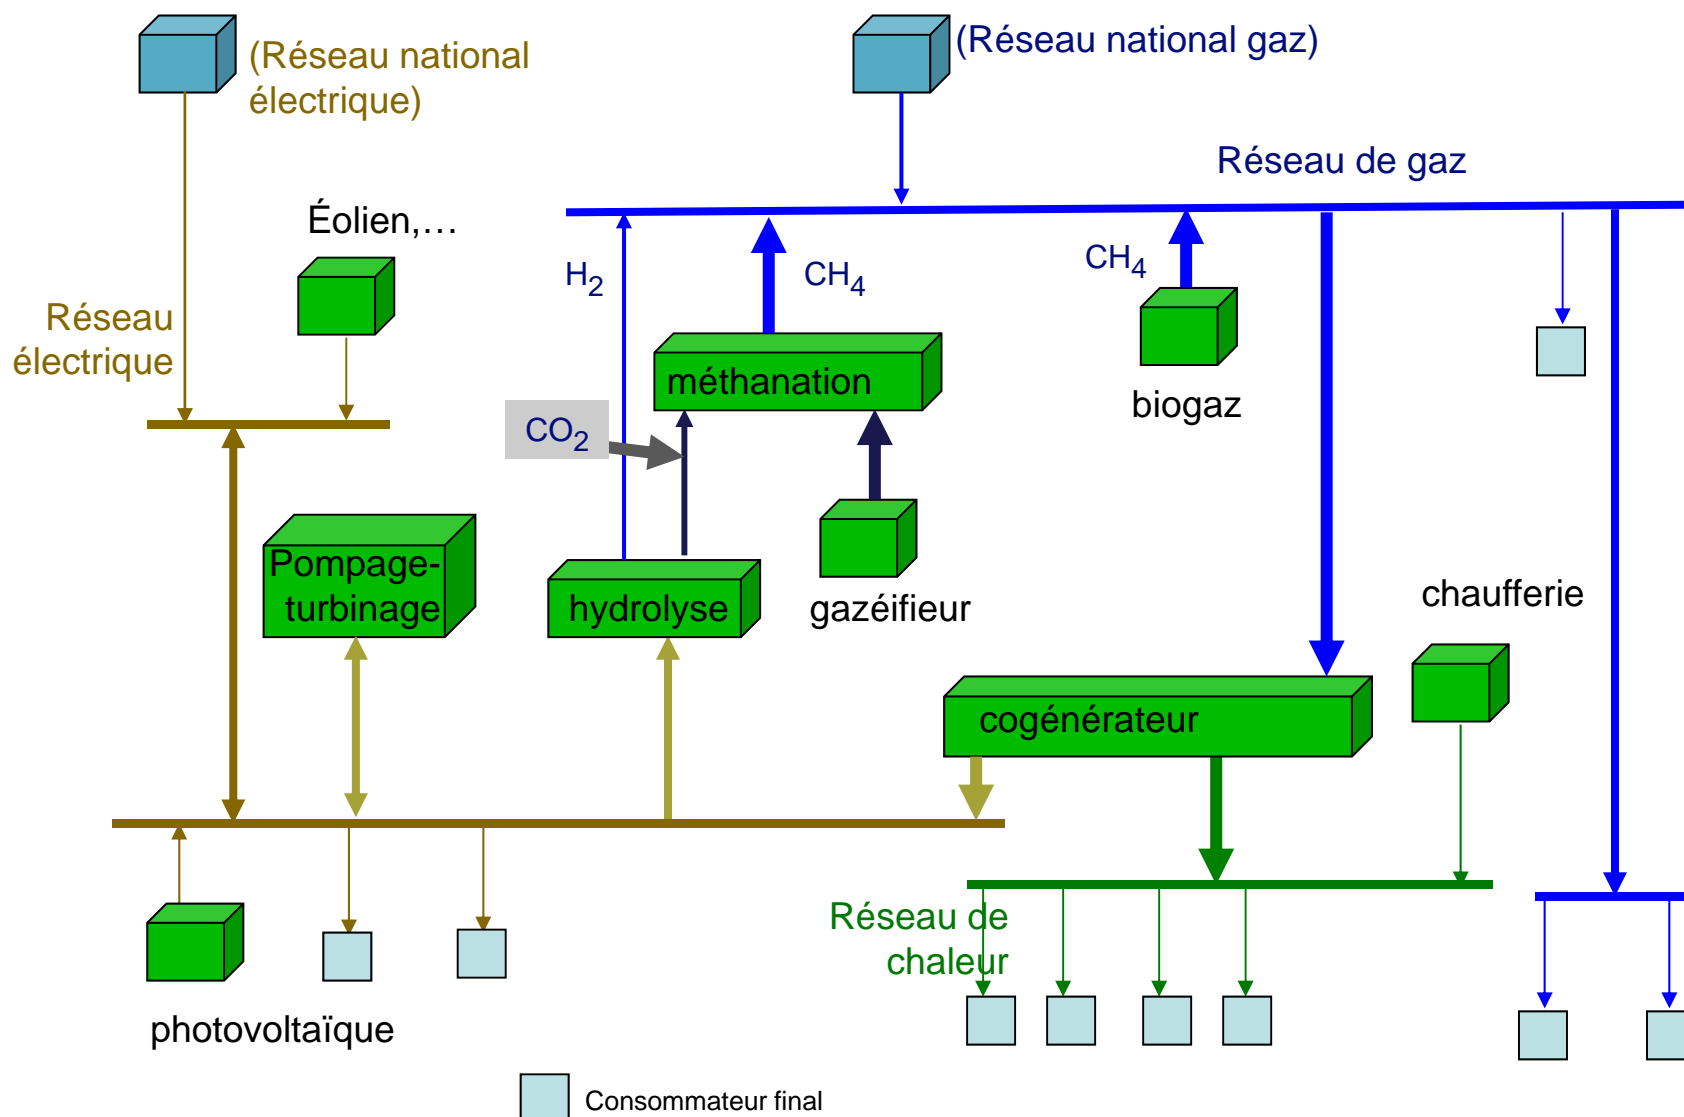 (Réseau national
électrique)
(Réseau national gaz)
Réseau de gaz
Éolien,…
H2
CH4
CH4
Réseau
électrique
méthanation
biogaz
CO2
Pompage-
turbinage
hydrolyse
gazéifieur
chaufferie
cogénérateur
Réseau de
chaleur
photovoltaïque
Consommateur final